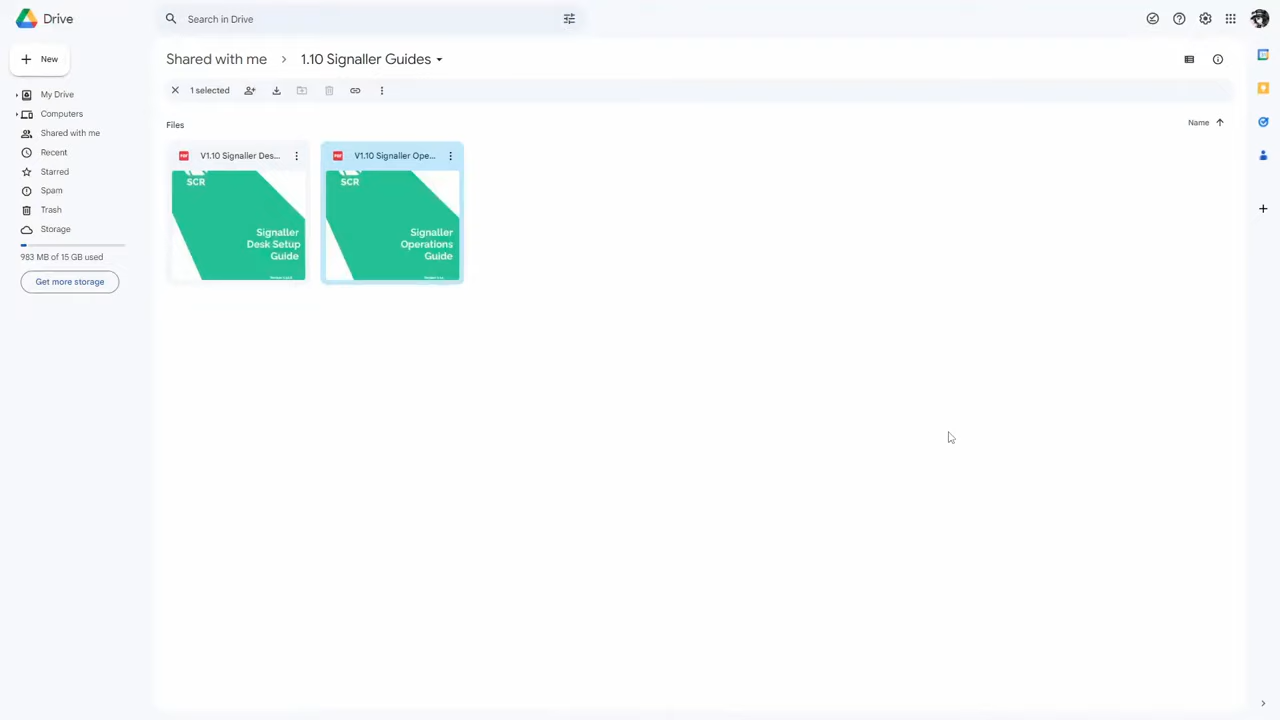 Drive
Search in Drive
New
Shared with me
1.10 Signaller Guides
1 selected
My Drive
Computers
Shared with me
Recent
Starred
Spam
Trash
Storage
983 MB of 15 GB used
Get more storage
Files
Name
PDF
V1.10 Signaller Des...
SCR
Signaller
Desk Setup
Guide
PDF
V1.10 Signaller Ope...
SCR
Signaller
Operations
Guide